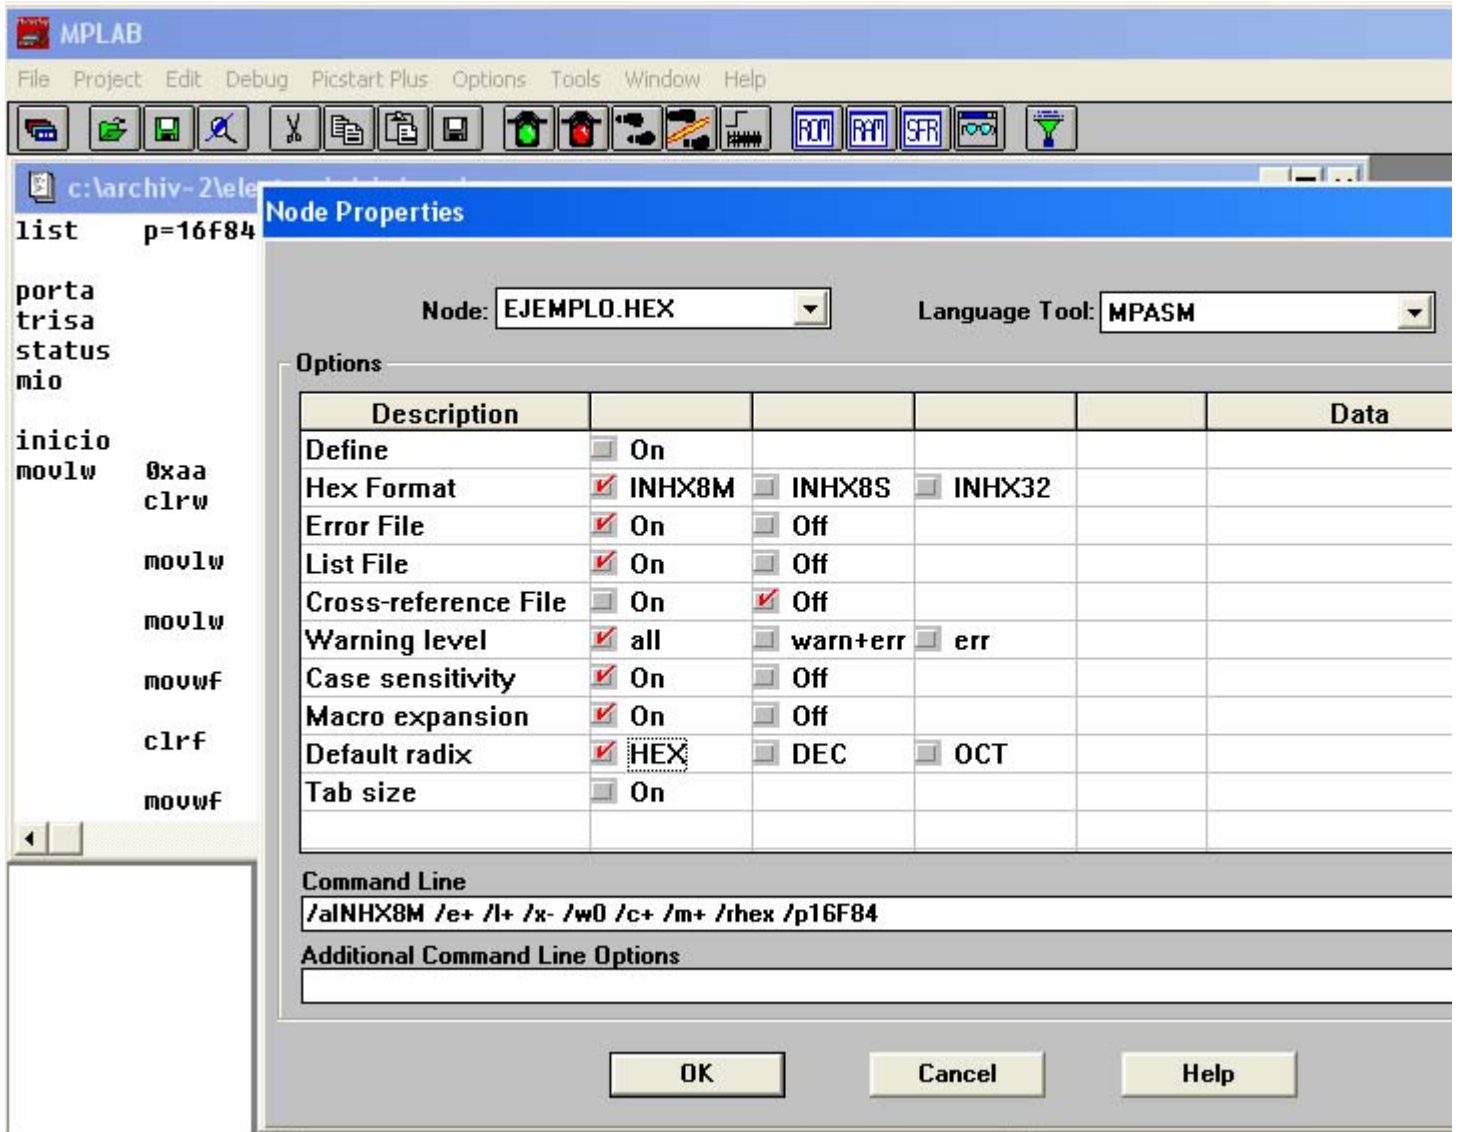 MPLAB
File Project Edit Debug Picstart Plus Options Tools Window Help
ROM RAM SFR
c:\archiv~2\ele
list p=16f84
porta
trisa
status
mio
inicio
movlw 0xaa
clrw
movlw
movlw
movwf
clrf
movwf
Node Properties
Node: EJEMPLO.HEX Language Tool: MPASM
Options
Description Data
Define On
Hex Format INHX8M INHX8S INHX32
Error File On Off
List File On Off
Cross-reference File On Off
Warning level all warn+err err
Case sensitivity On Off
Macro expansion On Off
Default radix HEX DEC OCT
Tab size On
Command Line
/aINHX8M /e+ /l+ /x- /w0 /c+ /m+ /rhex /p16F84
Additional Command Line Options
OK Cancel Help